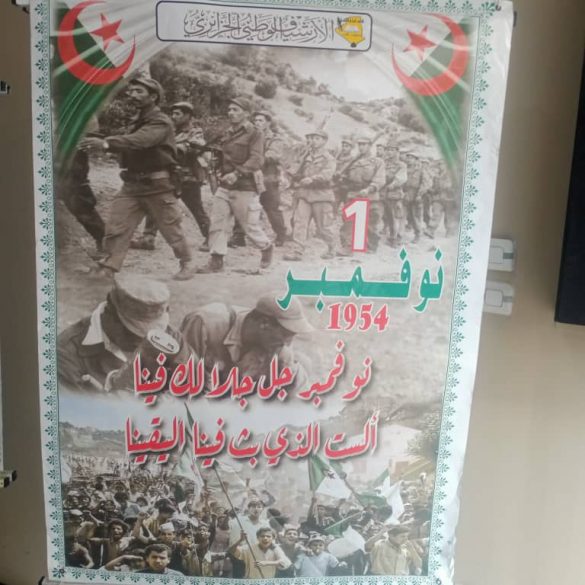 الأرشيف الوطني الجزائري
1
نوفمبر
1954
نوفمبر جل جلالك فينا
ألست الذي بث فينا اليقينا